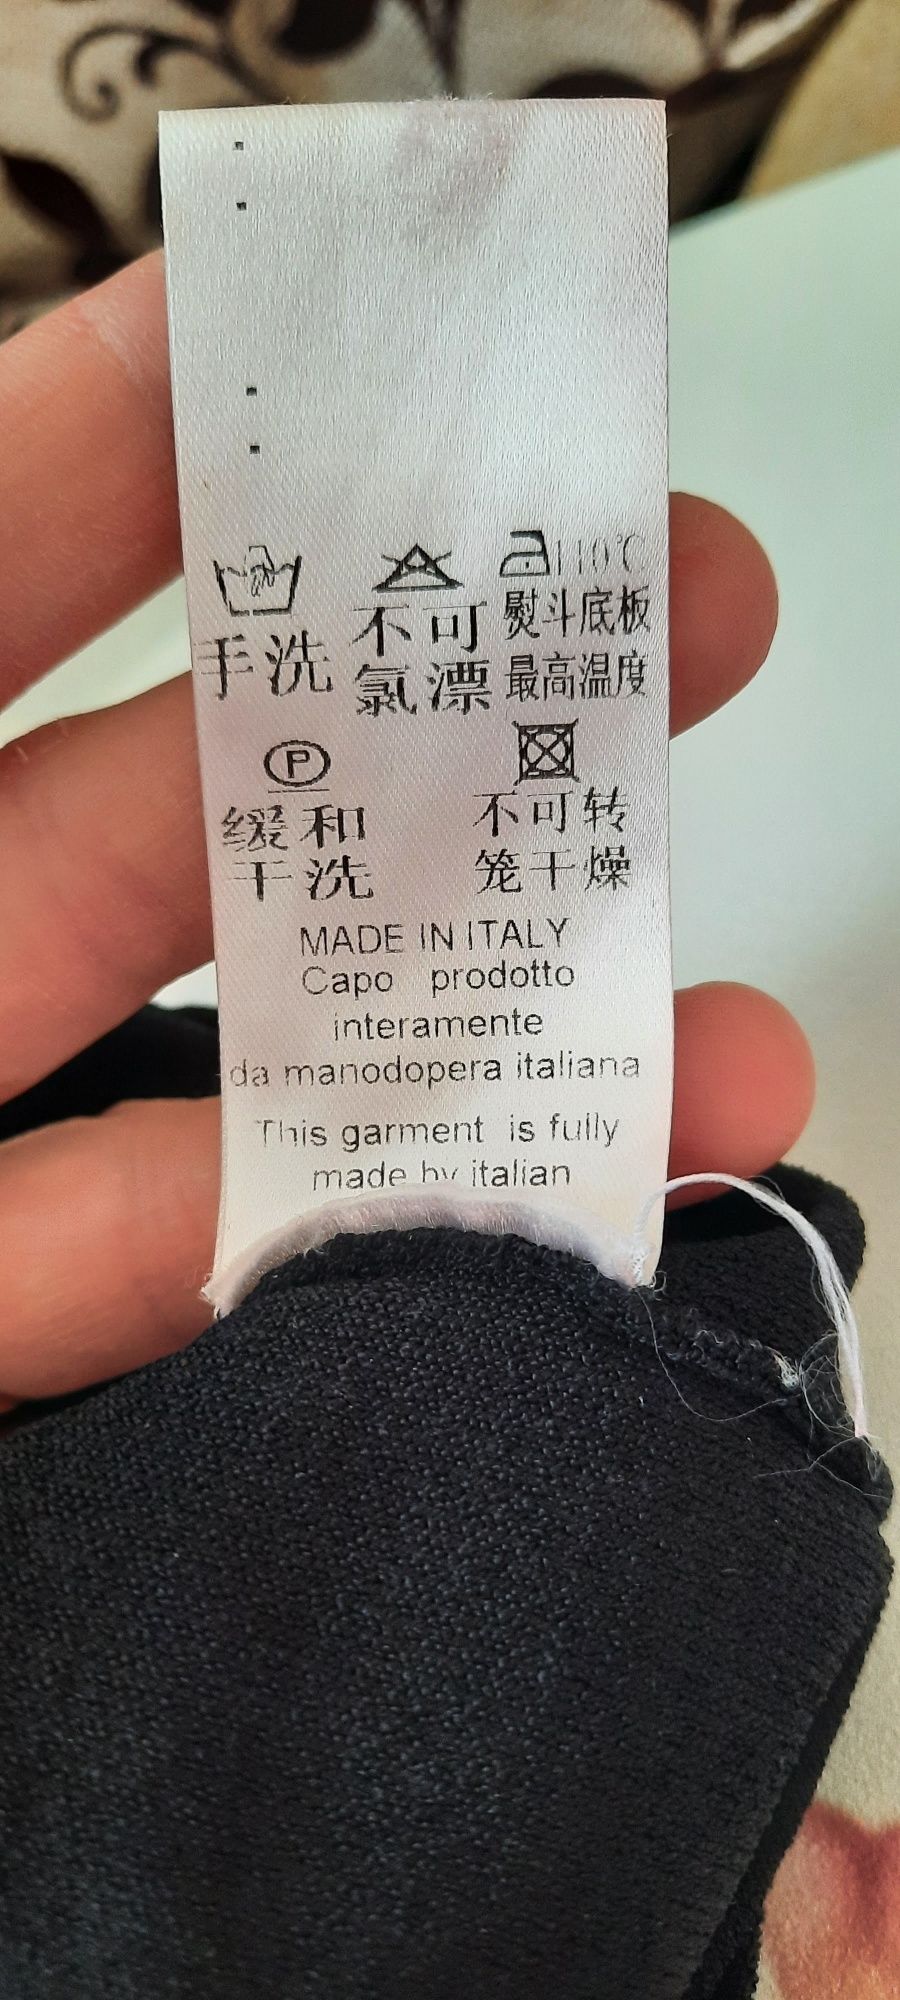 110℃
手洗
不可
氯漂
熨斗底板
最高温度
P
缓和
干洗
不可转
笼干燥
MADE IN ITALY
Capo prodotto
interamente
da manodopera italiana
This garment is fully
made by italian